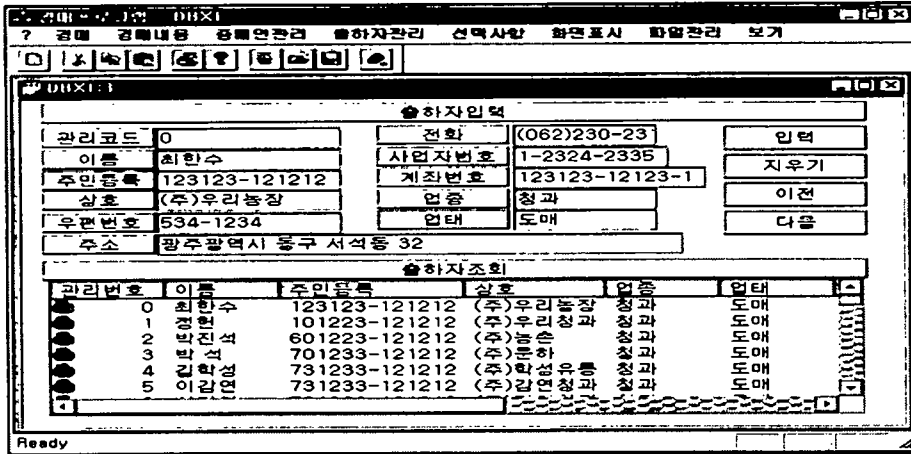 경매프로그램 - DBX1
? 경매 경매내용 중매인관리 출하자관리 선택사항 화면표시 파일관리 보기
DBX1:3
출하자입력
관리코드 0 전화 (062)230-23 입력
이름 최한수 사업자번호 1-2324-2335 지우기
주민등록 123123-121212 계좌번호 123123-12123-1 이전
상호 (주)우리농장 업종 청과 다음
우편번호 534-1234 업태 도매
주소 광주광역시 동구 서석동 32
출하자조회
관리번호 이름 주민등록 상호 업종 업태
0 최한수 123123-121212 (주)우리농장 청과 도매
1 정헌 101223-121212 (주)우리청과 청과 도매
2 박진석 601223-121212 (주)농손 청과 도매
3 박 석 701233-121212 (주)문하 청과 도매
4 김학성 731233-121212 (주)학성유통 청과 도매
5 이감연 731233-121212 (주)감연청과 청과 도매
Ready